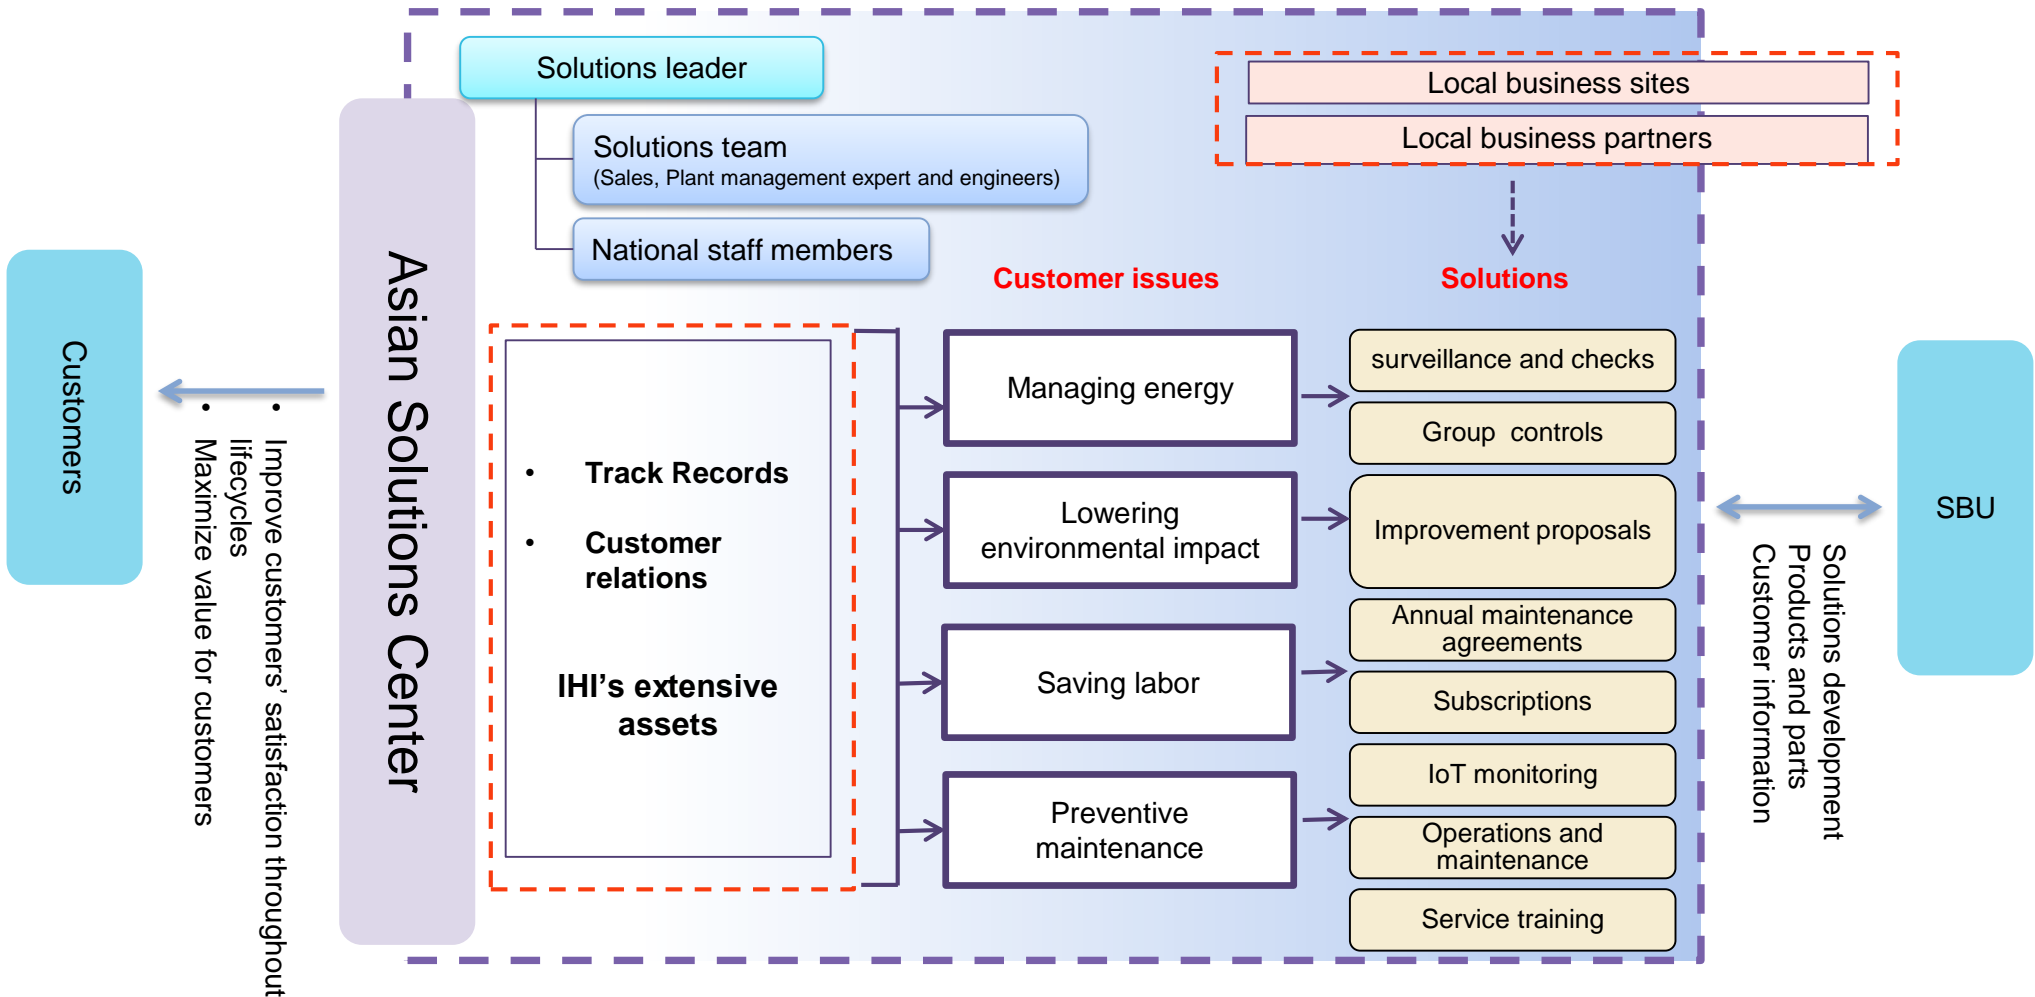 Solutions leader
Solutions team
(Sales, Plant management expert and engineers)
National staff members
Local business sites
Local business partners
Customers
• Improve customers’ satisfaction throughout
lifecycles
• Maximize value for customers
Asian Solutions Center
• Track Records
• Customer
relations
IHI’s extensive
assets
Customer issues
Managing energy
Lowering
environmental impact
Saving labor
Preventive
maintenance
Solutions
surveillance and checks
Group controls
Improvement proposals
Annual maintenance
agreements
Subscriptions
IoT monitoring
Operations and
maintenance
Service training
Solutions development
Products and parts
Customer information
SBU